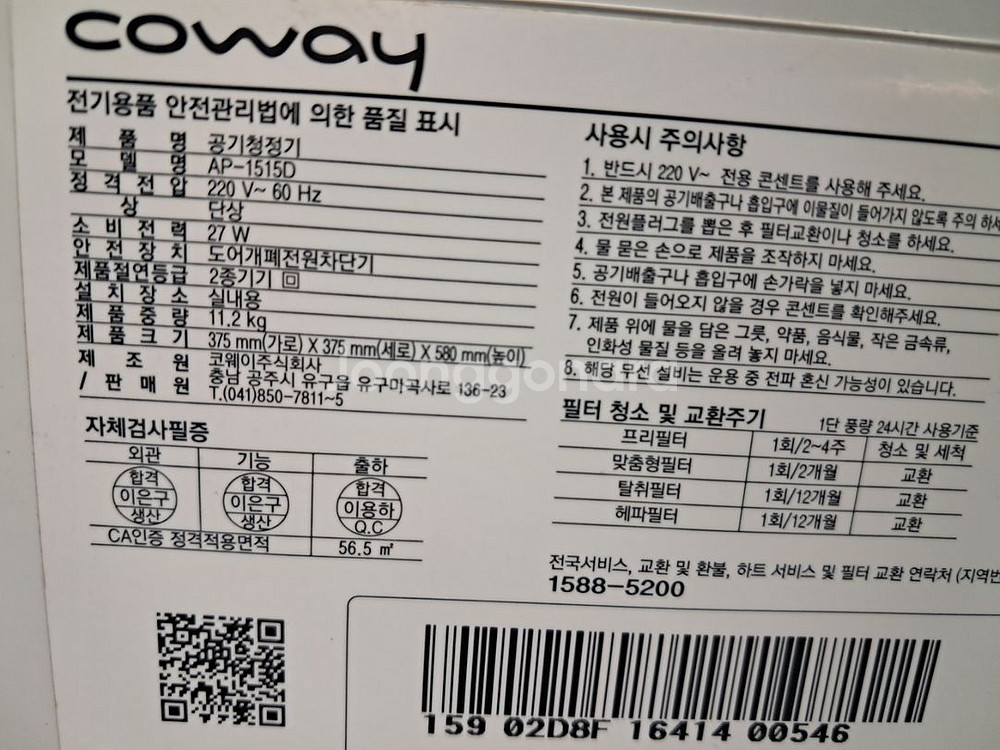 coway
전기용품 안전관리법에 의한 품질 표시
제 품 명 공기청정기
모 델 명 AP-1515D
정 격 전 압 220 V~ 60 Hz
상 단상
소 비 전 력 27 W
안 전 장 치 도어개폐전원차단기
제품절연등급 2종기기
설 치 장 소 실내용
제 품 중 량 11.2 kg
제 품 크 기 375 mm(가로) X 375 mm(세로) X 580 mm(높이)
제 조 원 코웨이주식회사
/ 판 매 원 충남 공주시 유구읍 유구마곡사로 136-23
T.(041)850-7811~5
자체검사필증
외관 기능 출하
합격 합격 합격
이은구 이은구 이용하
생산 생산 Q.C
CA인증 정격적용면적 56.5 ㎡
사용시 주의사항
1. 반드시 220 V~ 전용 콘센트를 사용해 주세요.
2. 본 제품의 공기배출구나 흡입구에 이물질이 들어가지 않도록 주의 하세
3. 전원플러그를 뽑은 후 필터교환이나 청소를 하세요.
4. 물 묻은 손으로 제품을 조작하지 마세요.
5. 공기배출구나 흡입구에 손가락을 넣지 마세요.
6. 전원이 들어오지 않을 경우 콘센트를 확인해주세요.
7. 제품 위에 물을 담은 그릇, 약품, 음식물, 작은 금속류,
인화성 물질 등을 올려 놓지 마세요.
8. 해당 무선 설비는 운용 중 전파 혼신 가능성이 있습니다.
joonggonara
필터 청소 및 교환주기 1단 풍량 24시간 사용기준
프리필터 1회/2~4주 청소 및 세척
맞춤형필터 1회/2개월 교환
탈취필터 1회/12개월 교환
헤파필터 1회/12개월 교환
전국서비스, 교환 및 환불, 하트 서비스 및 필터 교환 연락처 (지역번
1588-5200
159 02D8F 16414 00546